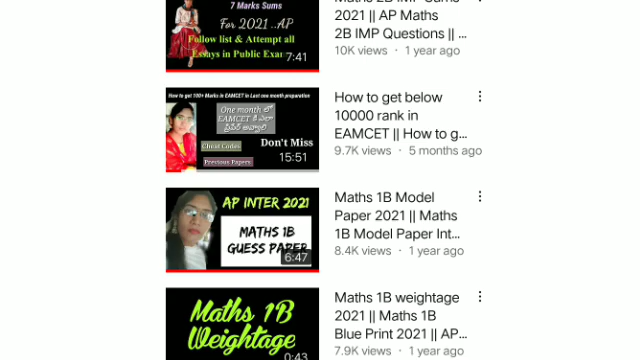 7 Marks Sums
For 2021 ..AP
Follow list & Attempt all
Essays in Public Exam
7:41
Maths 2B IMP Sums
2021 || AP Maths
2B IMP Questions || ...
10K views · 1 year ago
How to get 100+ Marks in EAMCET in Last one month preparation
One month లో
EAMCET కి ఎలా
ప్రిపేర్ అవ్వాలి
Cheat Codes
Don't Miss
Previous Papers
15:51
How to get below
10000 rank in
EAMCET || How to g...
9.7K views · 5 months ago
AP INTER 2021
MATHS 1B
GUESS PAPER
6:47
Maths 1B Model
Paper 2021 || Maths
1B Model Paper Int...
8.4K views · 1 year ago
Maths 1B
Weightage
0:43
Maths 1B weightage
2021 || Maths 1B
Blue Print 2021 || AP...
7.9K views · 1 year ago